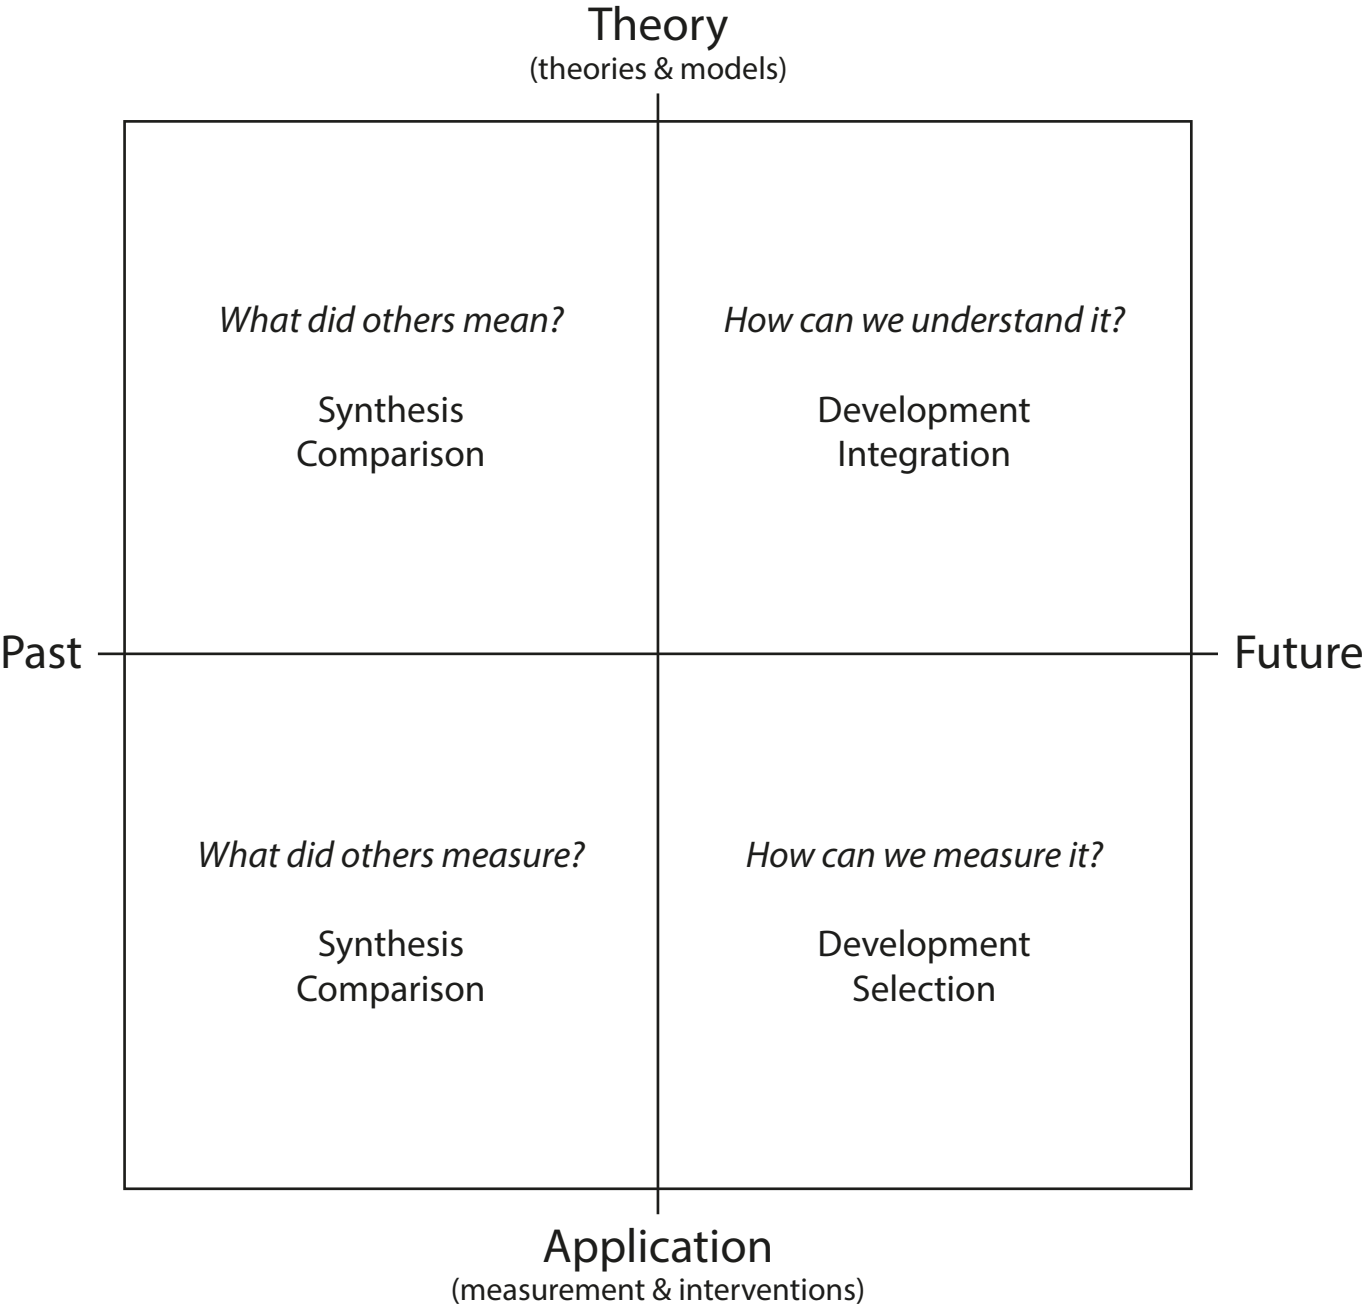 Theory
(theories & models)
What did others mean?
Synthesis
Comparison
How can we understand it?
Development
Integration
Past
Future
What did others measure?
Synthesis
Comparison
How can we measure it?
Development
Selection
Application
(measurement & interventions)